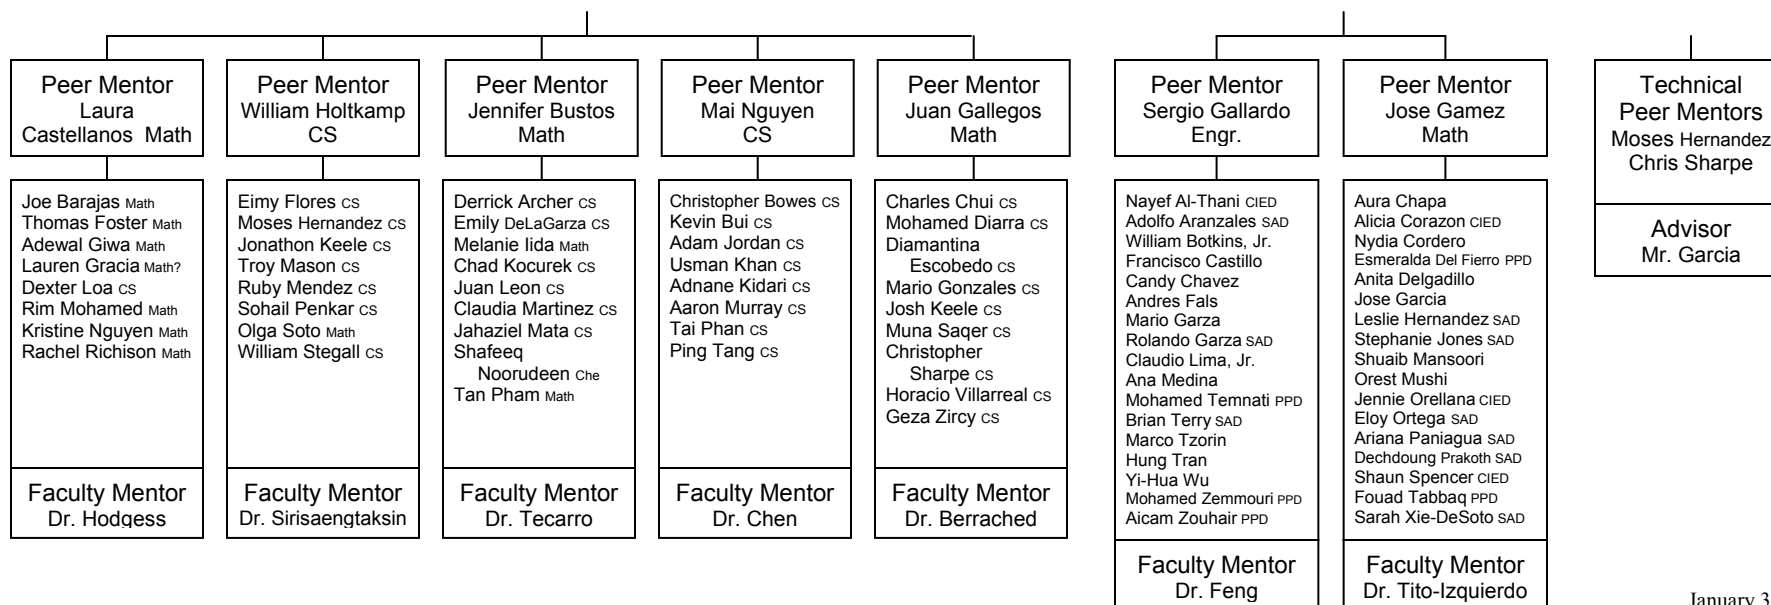 Peer Mentor
Laura
Castellanos Math
Joe Barajas Math
Thomas Foster Math
Adewal Giwa Math
Lauren Gracia Math?
Dexter Loa CS
Rim Mohamed Math
Kristine Nguyen Math
Rachel Richison Math
Faculty Mentor
Dr. Hodgess
Peer Mentor
William Holtkamp
CS
Eimy Flores CS
Moses Hernandez CS
Jonathon Keele CS
Troy Mason CS
Ruby Mendez CS
Sohail Penkar CS
Olga Soto Math
William Stegall CS
Faculty Mentor
Dr. Sirisaengtaksin
Peer Mentor
Jennifer Bustos
Math
Derrick Archer CS
Emily DeLaGarza CS
Melanie Iida Math
Chad Kocurek CS
Juan Leon CS
Claudia Martinez CS
Jahaziel Mata CS
Shafeeq
Noorudeen Che
Tan Pham Math
Faculty Mentor
Dr. Tecarro
Peer Mentor
Mai Nguyen
CS
Christopher Bowes CS
Kevin Bui CS
Adam Jordan CS
Usman Khan CS
Adnane Kidari CS
Aaron Murray CS
Tai Phan CS
Ping Tang CS
Faculty Mentor
Dr. Chen
Peer Mentor
Juan Gallegos
Math
Charles Chui CS
Mohamed Diarra CS
Diamantina
Escobedo CS
Mario Gonzales CS
Josh Keele CS
Muna Saqer CS
Christopher
Sharpe CS
Horacio Villarreal CS
Geza Zircy CS
Faculty Mentor
Dr. Berrached
Peer Mentor
Sergio Gallardo
Engr.
Nayef Al-Thani CIED
Adolfo Aranzales SAD
William Botkins, Jr.
Francisco Castillo
Candy Chavez
Andres Fals
Mario Garza
Rolando Garza SAD
Claudio Lima, Jr.
Ana Medina
Mohamed Temnati PPD
Brian Terry SAD
Marco Tzorin
Hung Tran
Yi-Hua Wu
Mohamed Zemmouri PPD
Aicam Zouhair PPD
Faculty Mentor
Dr. Feng
Peer Mentor
Jose Gamez
Math
Aura Chapa
Alicia Corazon CIED
Nydia Cordero
Esmeralda Del Fierro PPD
Anita Delgadillo
Jose Garcia
Leslie Hernandez SAD
Stephanie Jones SAD
Shuaib Mansoori
Orest Mushi
Jennie Orellana CIED
Eloy Ortega SAD
Ariana Paniagua SAD
Dechdoung Prakoth SAD
Shaun Spencer CIED
Fouad Tabbaq PPD
Sarah Xie-DeSoto SAD
Faculty Mentor
Dr. Tito-Izquierdo
Technical
Peer Mentors
Moses Hernandez
Chris Sharpe
Advisor
Mr. Garcia
January 3